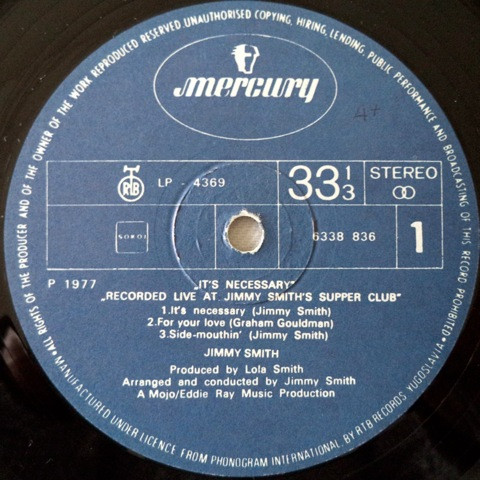 ·ALL RIGHTS OF THE PRODUCER AND OF THE OWNER OF THE WORK REPRODUCED RESERVED UNAUTHORISED COPYING, HIRING, LENDING, PUBLIC PERFORMANCE AND BROADCASTING OF THIS RECORD PROHIBITED·
mercury
4+
RTB
LP - 4369
33 1/3
STEREO
SOKOJ
6338 836
1
P 1977
„IT'S NECESSARY"
„RECORDED LIVE AT JIMMY SMITH'S SUPPER CLUB"
1.It's necessary (Jimmy Smith)
2.For your love (Graham Gouldman)
3.Side-mouthin' (Jimmy Smith)
JIMMY SMITH
Produced by Lola Smith
Arranged and conducted by Jimmy Smith
A Mojo/Eddie Ray Music Production
MANUFACTURED UNDER LICENCE FROM PHONOGRAM INTERNATIONAL BY RTB RECORDS YUGOSLAVIA